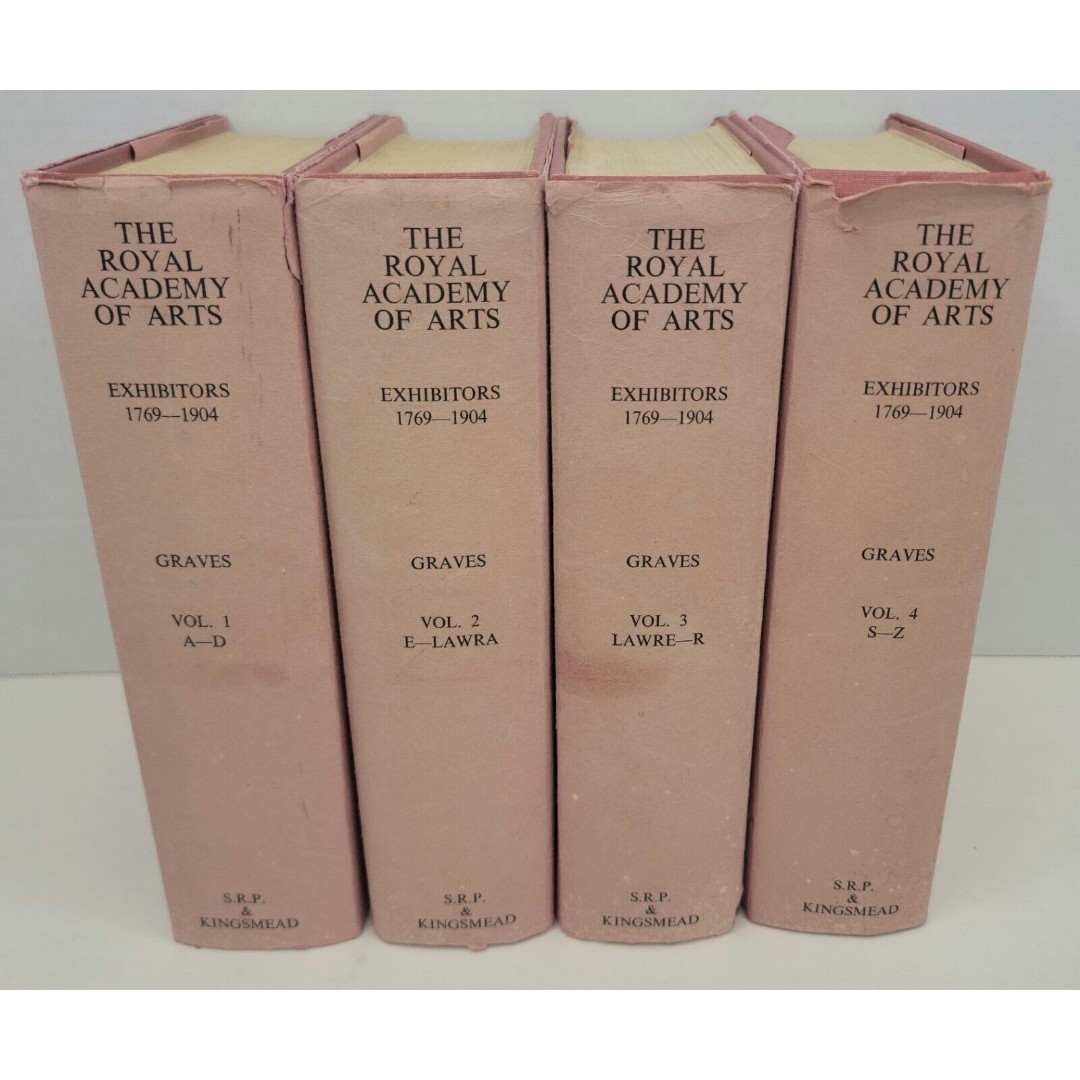 THE
ROYAL
ACADEMY
OF ARTS
EXHIBITORS
1769—1904
GRAVES
VOL. 1
A—D
S.R.P.
&
KINGSMEAD
THE
ROYAL
ACADEMY
OF ARTS
EXHIBITORS
1769—1904
GRAVES
VOL. 2
E—LAWRA
S.R.P.
&
KINGSMEAD
THE
ROYAL
ACADEMY
OF ARTS
EXHIBITORS
1769—1904
GRAVES
VOL. 3
LAWRE—R
S.R.P.
&
KINGSMEAD
THE
ROYAL
ACADEMY
OF ARTS
EXHIBITORS
1769—1904
GRAVES
VOL. 4
S—Z
S.R.P.
&
KINGSMEAD